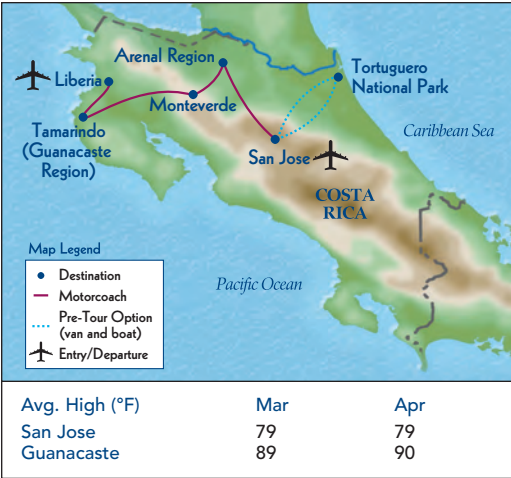 Arenal Region
Tortuguero
National Park
Liberia
Monteverde
Tamarindo
(Guanacaste
Region)
Caribbean Sea
San Jose
COSTA
RICA
Map Legend
Destination
Motorcoach
Pre-Tour Option
(van and boat)
Entry/Departure
Pacific Ocean
Avg. High (°F) Mar Apr
San Jose 79 79
Guanacaste 89 90